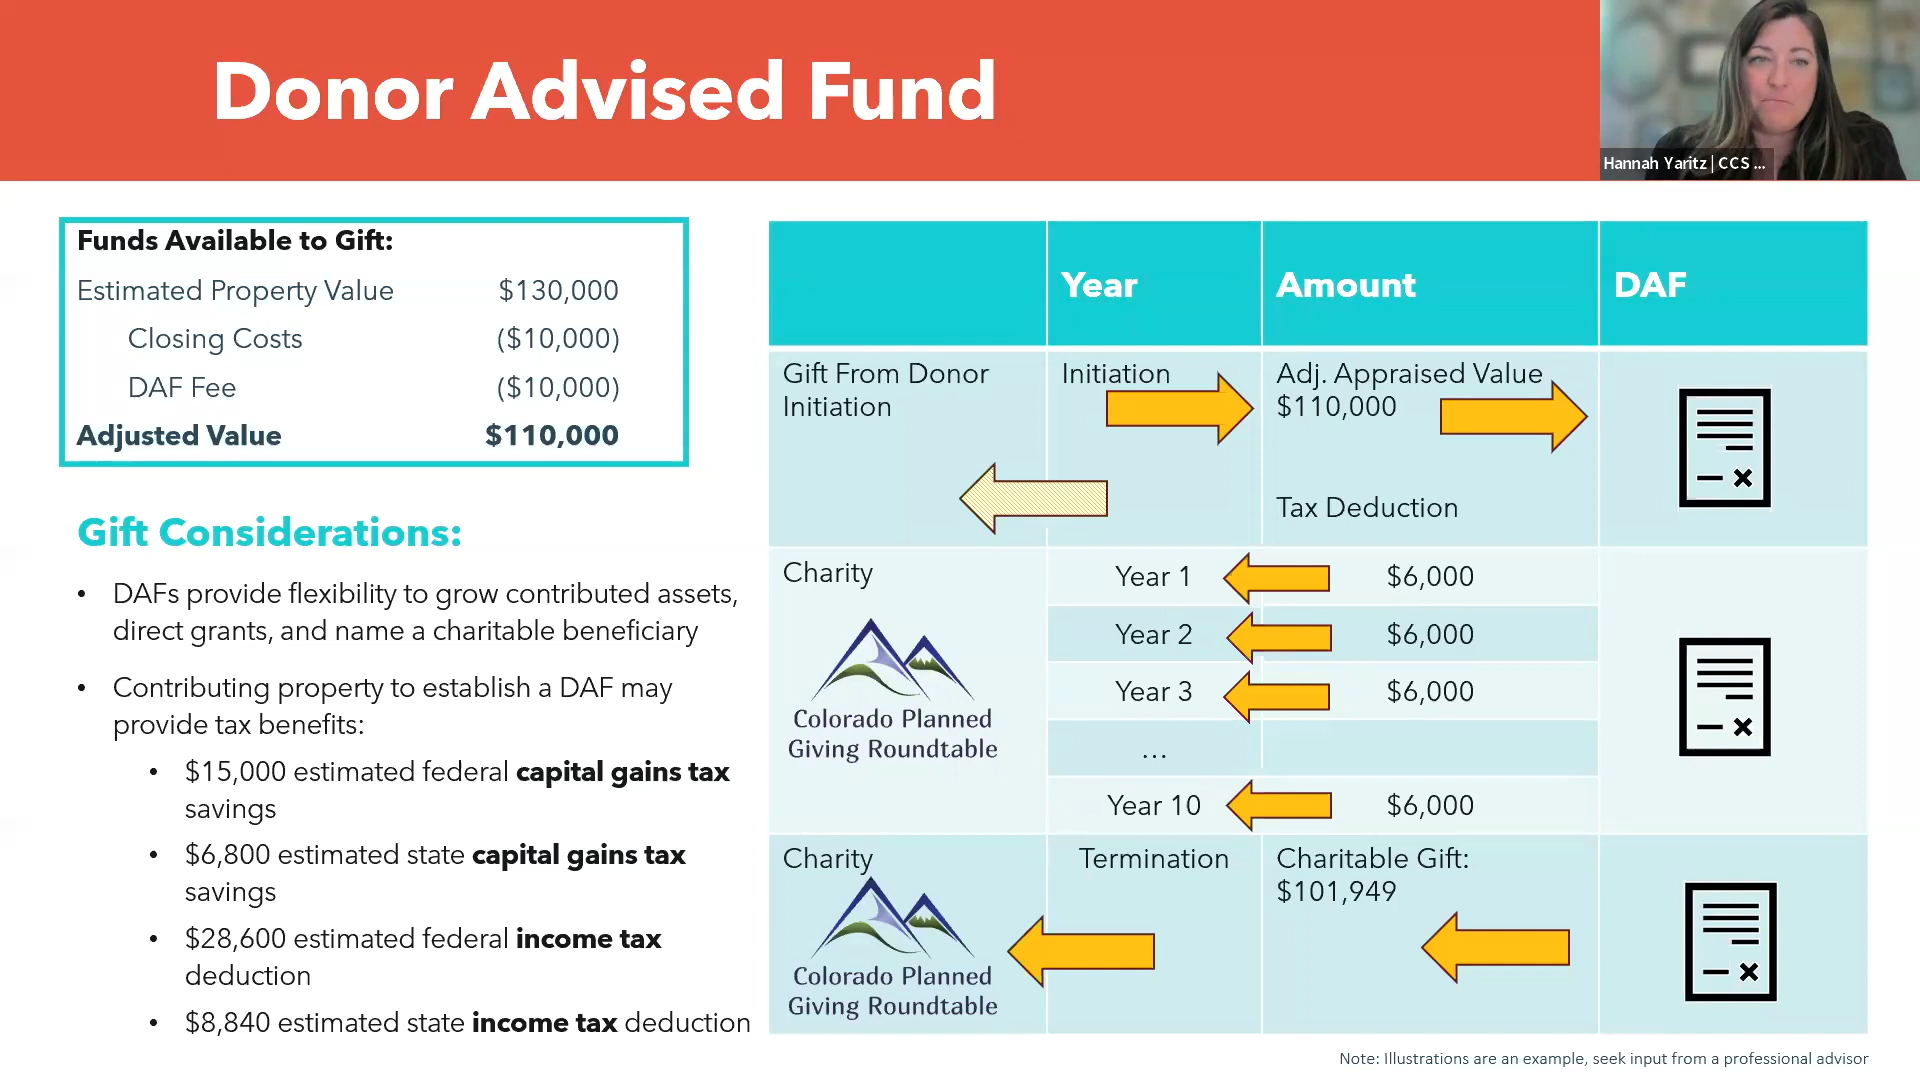 Donor Advised Fund
Hannah Yaritz | CCS ...
Funds Available to Gift:
Estimated Property Value $130,000
Closing Costs ($10,000)
DAF Fee ($10,000)
Adjusted Value $110,000
Gift Considerations:
• DAFs provide flexibility to grow contributed assets,
direct grants, and name a charitable beneficiary
• Contributing property to establish a DAF may
provide tax benefits:
• $15,000 estimated federal capital gains tax
savings
• $6,800 estimated state capital gains tax
savings
• $28,600 estimated federal income tax
deduction
• $8,840 estimated state income tax deduction
Year Amount DAF
Gift From Donor Initiation Adj. Appraised Value
Initiation $110,000
Tax Deduction
Charity Year 1 $6,000
Year 2 $6,000
Year 3 $6,000
Colorado Planned
Giving Roundtable
...
Year 10 $6,000
Charity Termination Charitable Gift:
$101,949
Colorado Planned
Giving Roundtable
Note: Illustrations are an example, seek input from a professional advisor